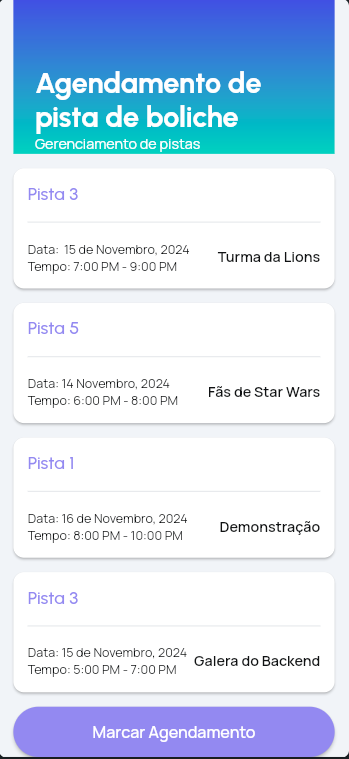 Agendamento de
pista de boliche
Gerenciamento de pistas
Pista 3
Data:  15 de Novembro, 2024
Tempo: 7:00 PM - 9:00 PM
Turma da Lions
Pista 5
Data: 14 Novembro, 2024
Tempo: 6:00 PM - 8:00 PM
Fãs de Star Wars
Pista 1
Data: 16 de Novembro, 2024
Tempo: 8:00 PM - 10:00 PM
Demonstração
Pista 3
Data: 15 de Novembro, 2024
Tempo: 5:00 PM - 7:00 PM
Galera do Backend
Marcar Agendamento